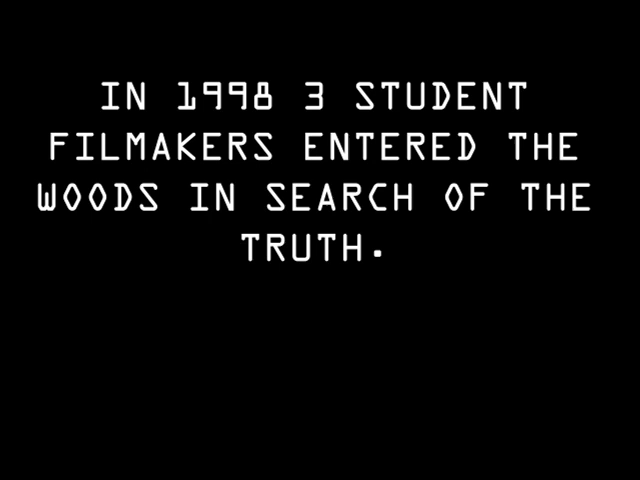 IN 1998 3 STUDENT
FILMAKERS ENTERED THE
WOODS IN SEARCH OF THE
TRUTH.